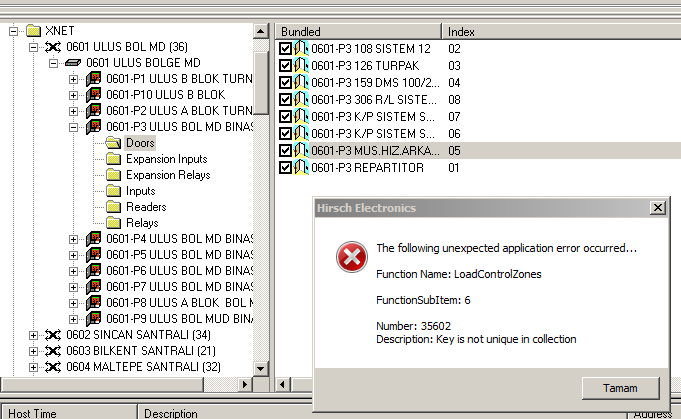 XNET
0601 ULUS BOL MD (36)
0601 ULUS BOLGE MD
0601-P1 ULUS B BLOK TURN
0601-P10 ULUS B BLOK
0601-P2 ULUS A BLOK TURN
0601-P3 ULUS BOL MD BINAS
Doors
Expansion Inputs
Expansion Relays
Inputs
Readers
Relays
0601-P4 ULUS BOL MD BINAS
0601-P5 ULUS BOL MD BINAS
0601-P6 ULUS BOL MD BINAS
0601-P7 ULUS BOL MD BINAS
0601-P8 ULUS A BLOK BOL M
0601-P9 ULUS BOL MUD BINA
0602 SINCAN SANTRALI (34)
0603 BILKENT SANTRALI (21)
0604 MALTEPE SANTRALI (32)
Bundled Index
0601-P3 108 SISTEM 12 02
0601-P3 126 TURPAK 03
0601-P3 159 DMS 100/2... 04
0601-P3 306 R/L SISTE... 08
0601-P3 K/P SISTEM S... 07
0601-P3 K/P SISTEM S... 06
0601-P3 MUS.HIZ.ARKA... 05
0601-P3 REPARTITOR 01
Hirsch Electronics
The following unexpected application error occurred...
Function Name: LoadControlZones
FunctionSubItem: 6
Number: 35602
Description: Key is not unique in collection
Tamam
Host Time Description Address